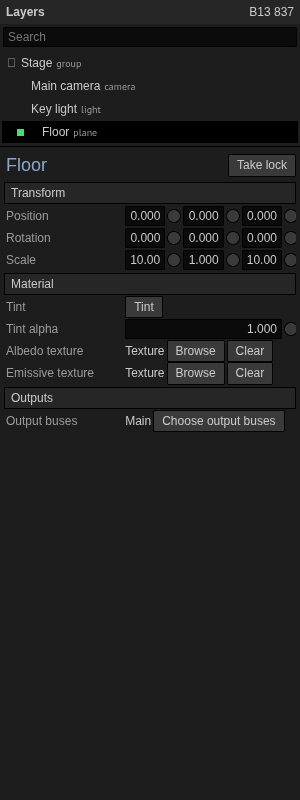 Layers B13 837
Search
Stage group
Main camera camera
Key light light
Floor plane
Floor Take lock
Transform
Position 0.000 0.000 0.000
Rotation 0.000 0.000 0.000
Scale 10.00 1.000 10.00
Material
Tint Tint
Tint alpha 1.000
Albedo texture Texture Browse Clear
Emissive texture Texture Browse Clear
Outputs
Output buses Main Choose output buses